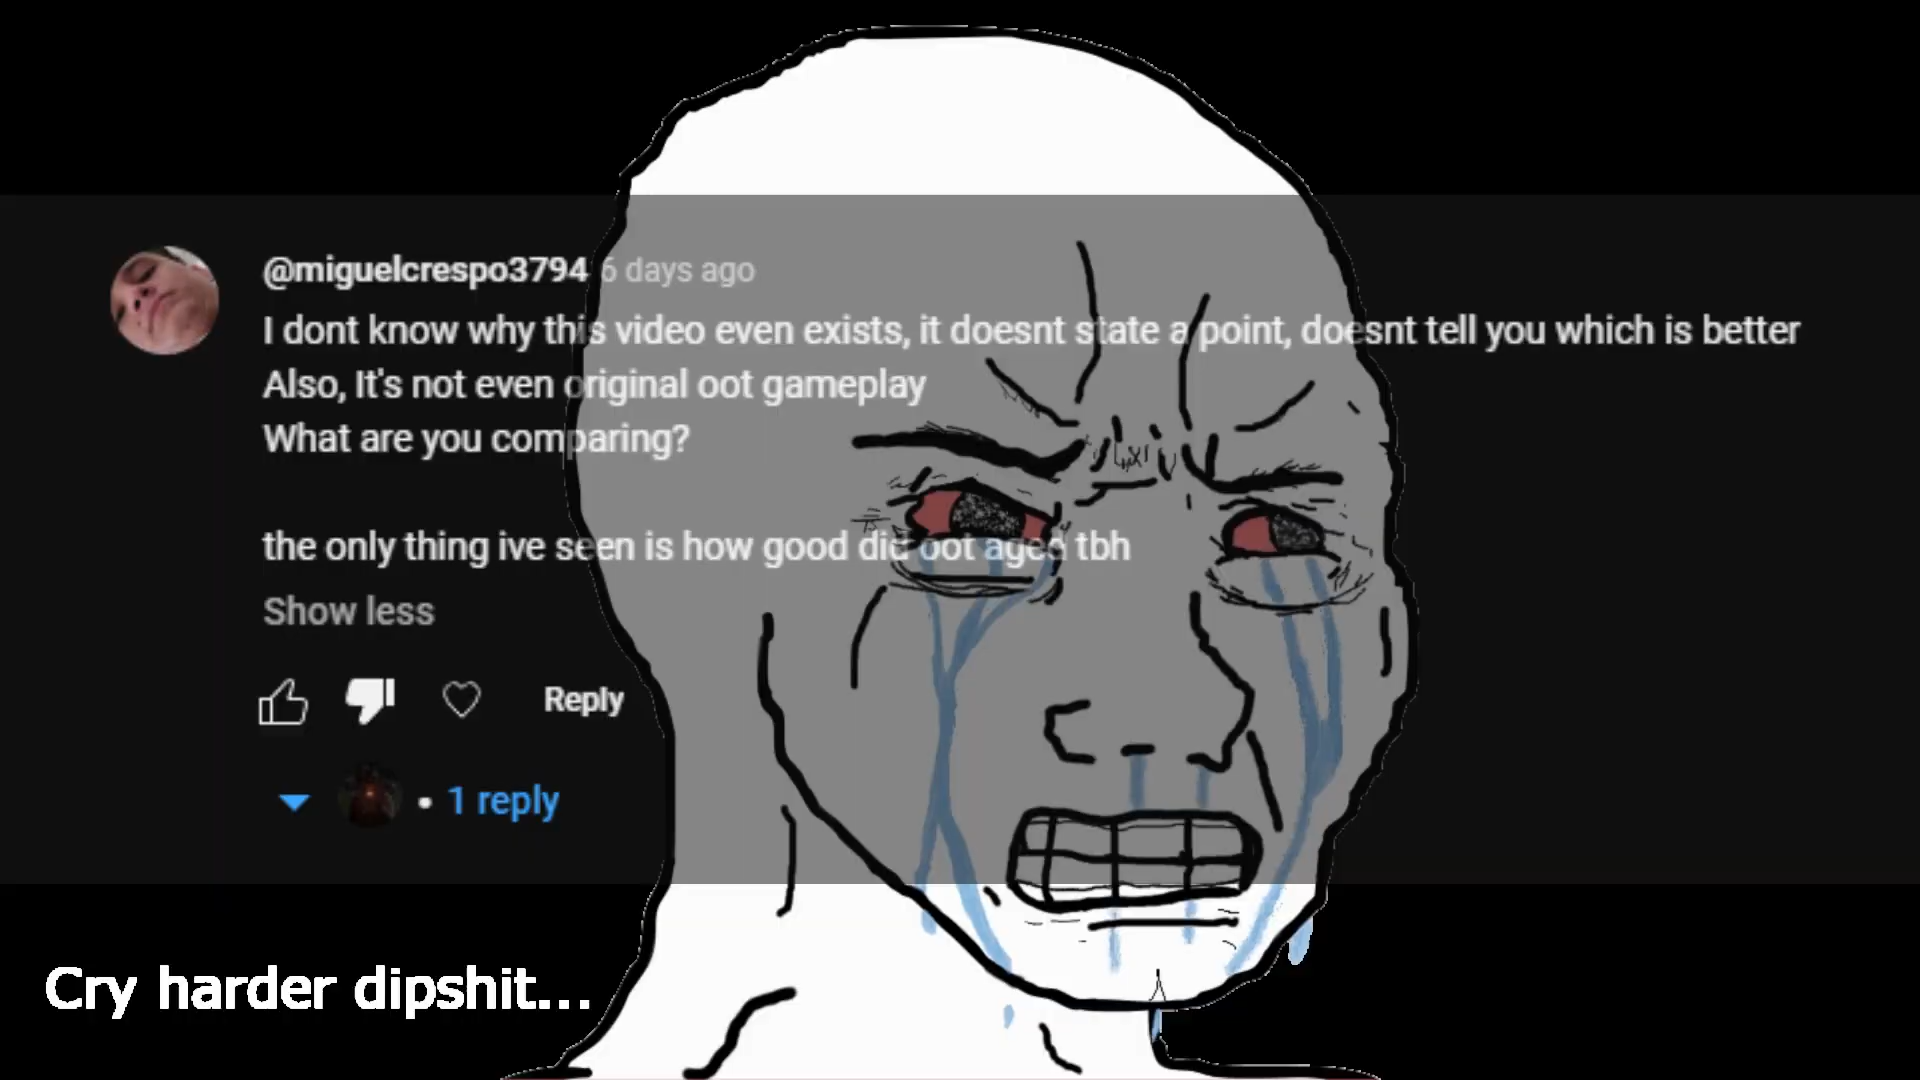 @miguelcrespo3794 6 days ago
I dont know why this video even exists, it doesnt state a point, doesnt tell you which is better
Also, It's not even original oot gameplay
What are you comparing?
the only thing ive seen is how good did oot aged tbh
Show less
Reply
• 1 reply
Cry harder dipshit...